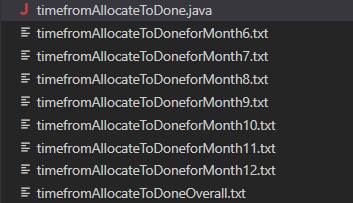 timefromAllocateToDone.java
timefromAllocateToDoneforMonth6.txt
timefromAllocateToDoneforMonth7.txt
timefromAllocateToDoneforMonth8.txt
timefromAllocateToDoneforMonth9.txt
timefromAllocateToDoneforMonth10.txt
timefromAllocateToDoneforMonth11.txt
timefromAllocateToDoneforMonth12.txt
timefromAllocateToDoneOverall.txt